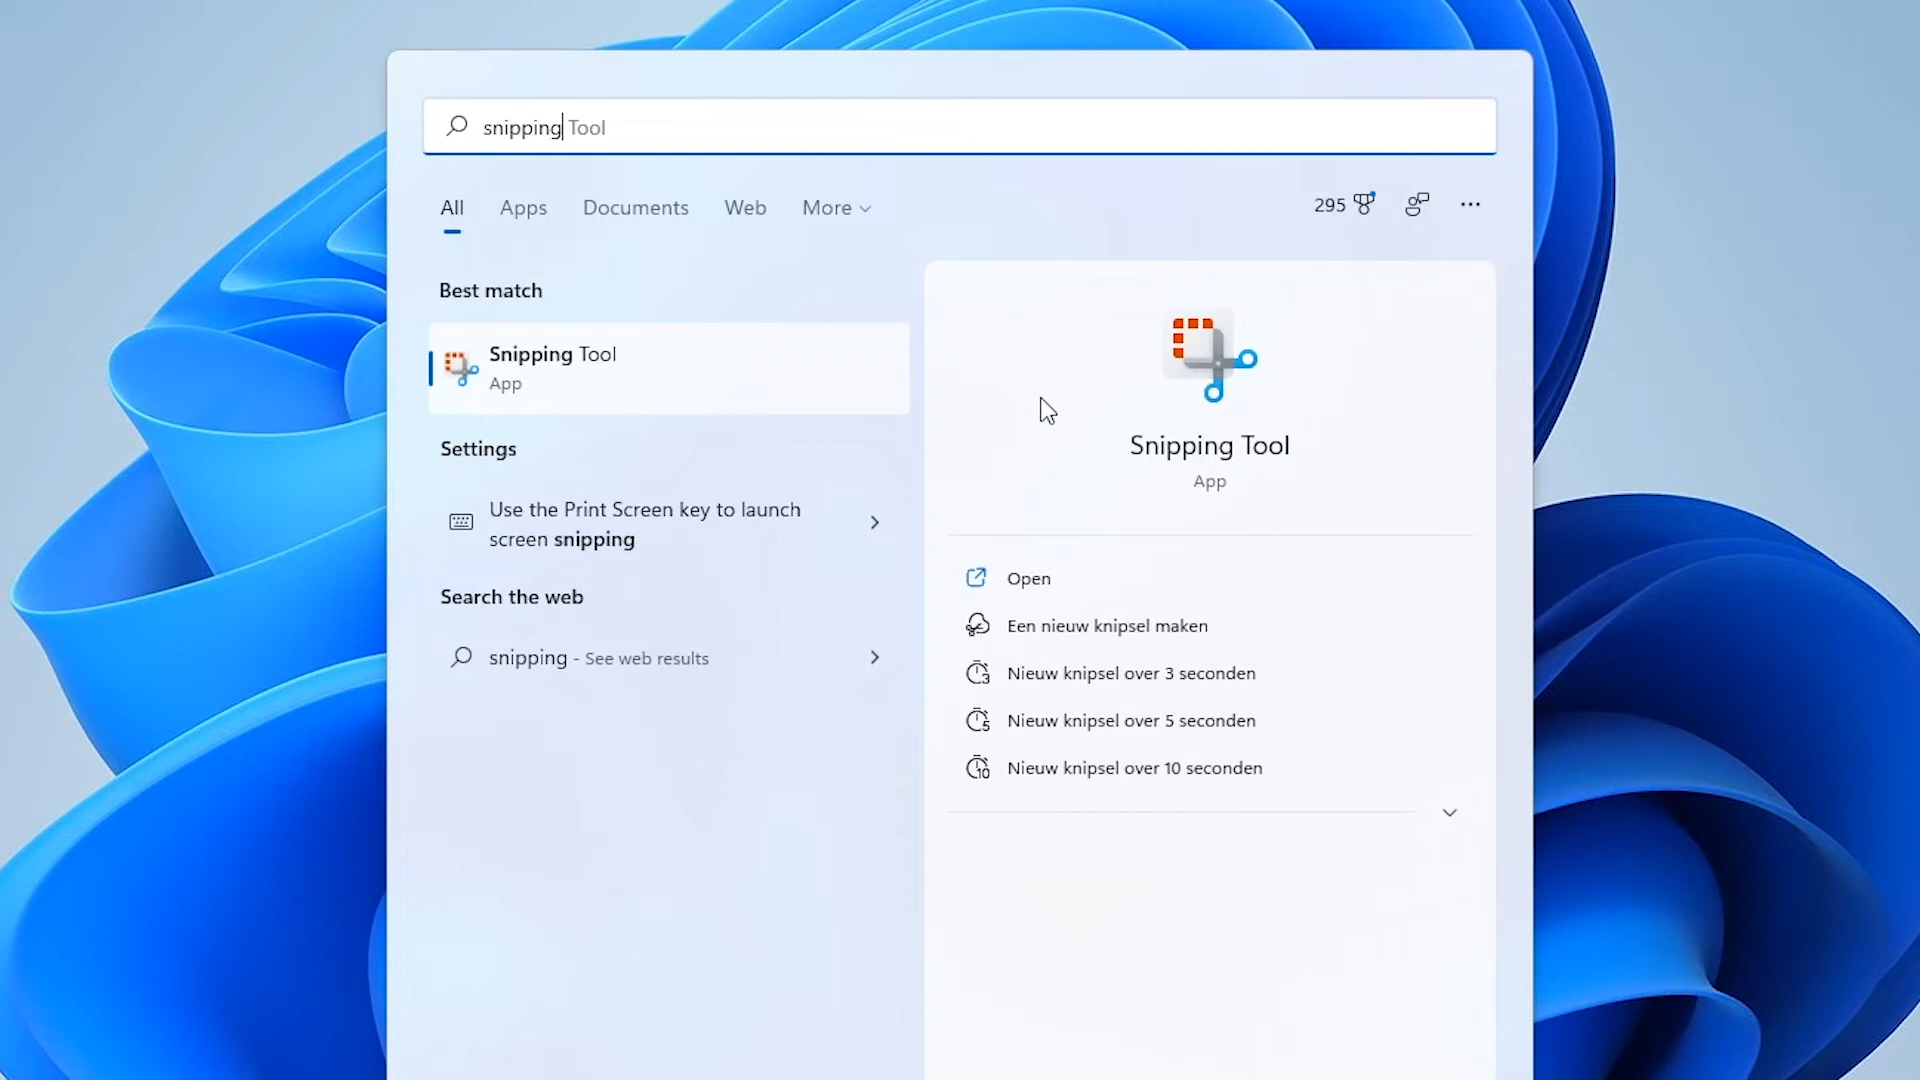 snipping Tool
All Apps Documents Web More
295
Best match
Snipping Tool
App
Settings
Use the Print Screen key to launch
screen snipping
Search the web
snipping - See web results
Snipping Tool
App
Open
Een nieuw knipsel maken
Nieuw knipsel over 3 seconden
Nieuw knipsel over 5 seconden
Nieuw knipsel over 10 seconden